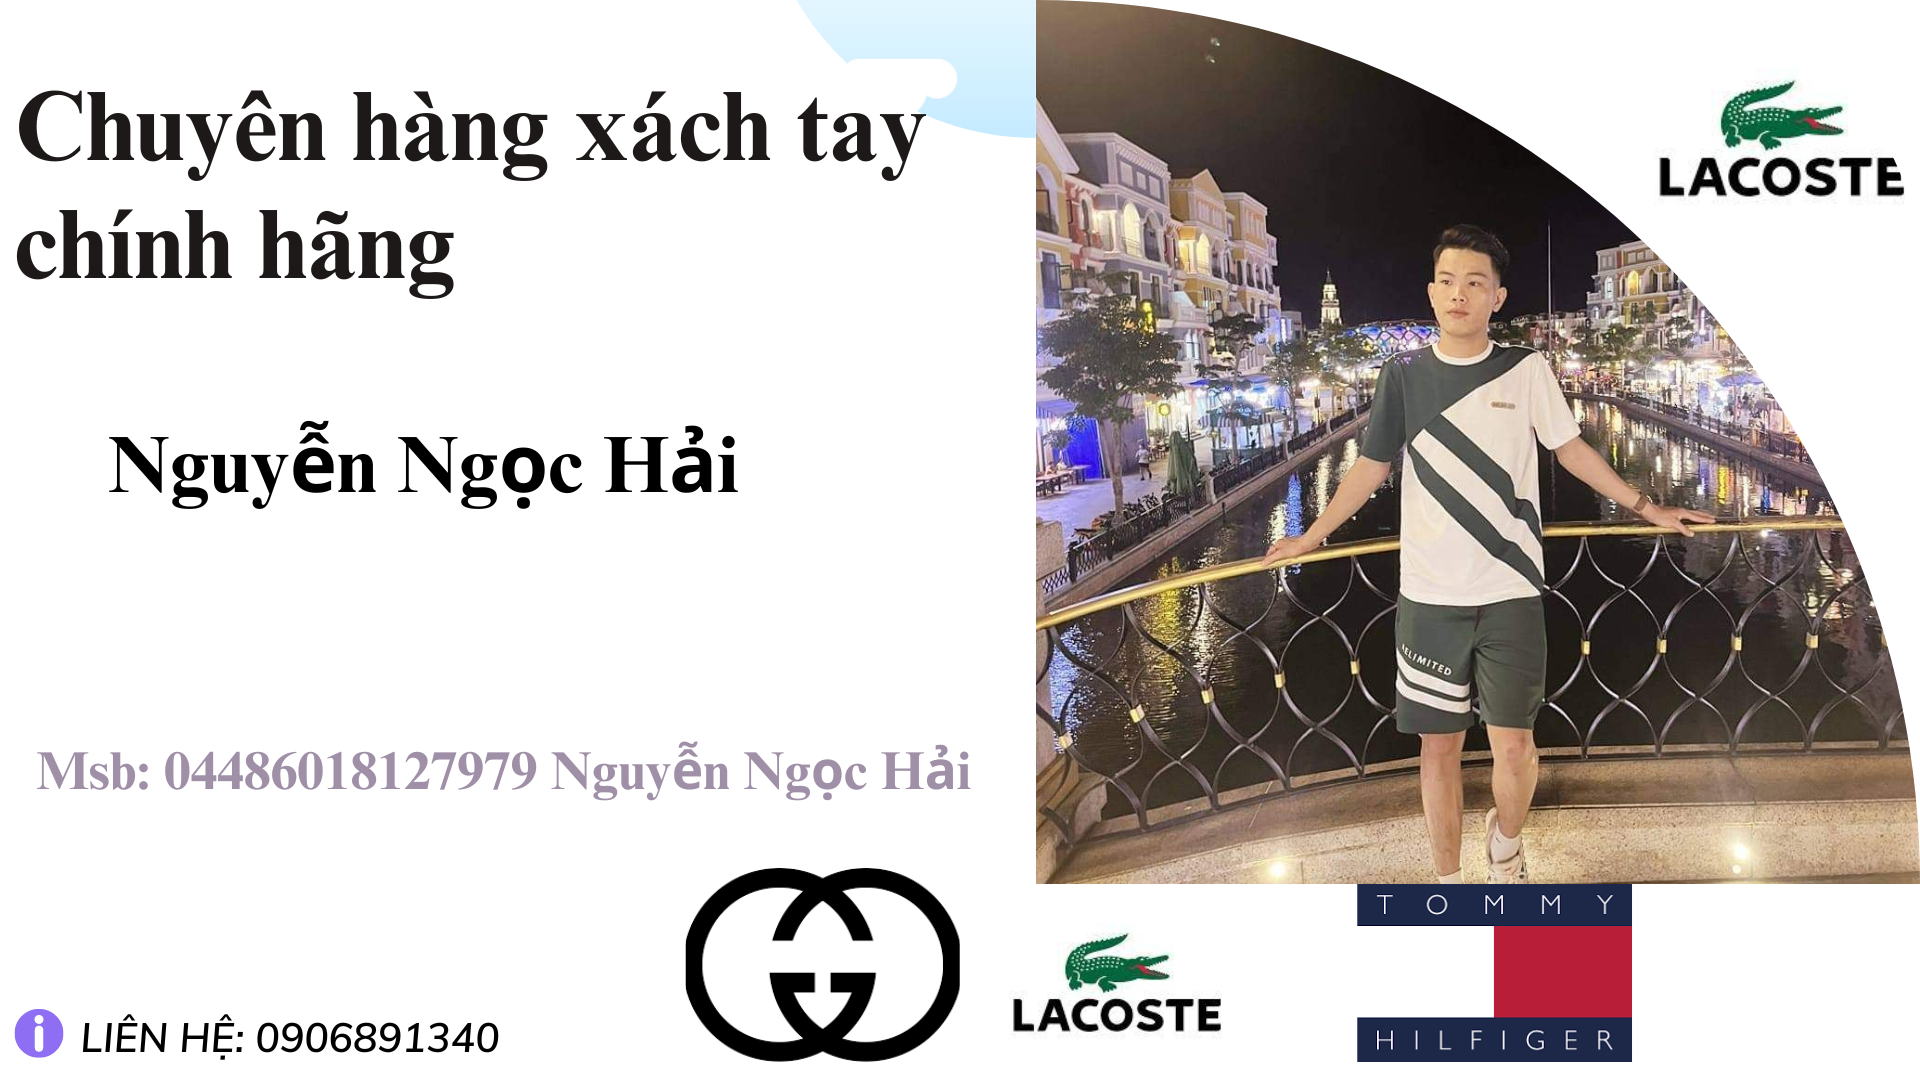 Chuyên hàng xách tay
chính hãng
Nguyễn Ngọc Hải
Msb: 04486018127979 Nguyễn Ngọc Hải
LIÊN HỆ: 0906891340
LACOSTE
LACOSTE
TOMMY
HILFIGER